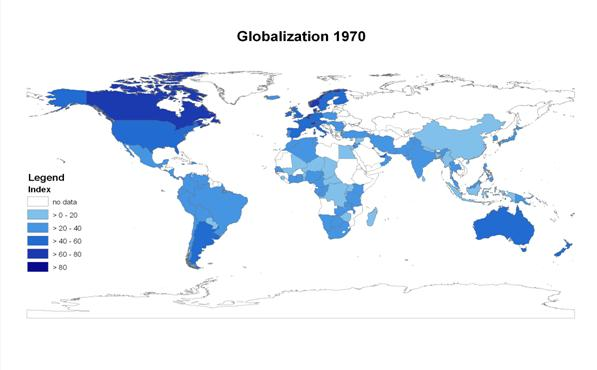 Globalization 1970
Legend
Index
no data
> 0 - 20
> 20 - 40
> 40 - 60
> 60 - 80
> 80